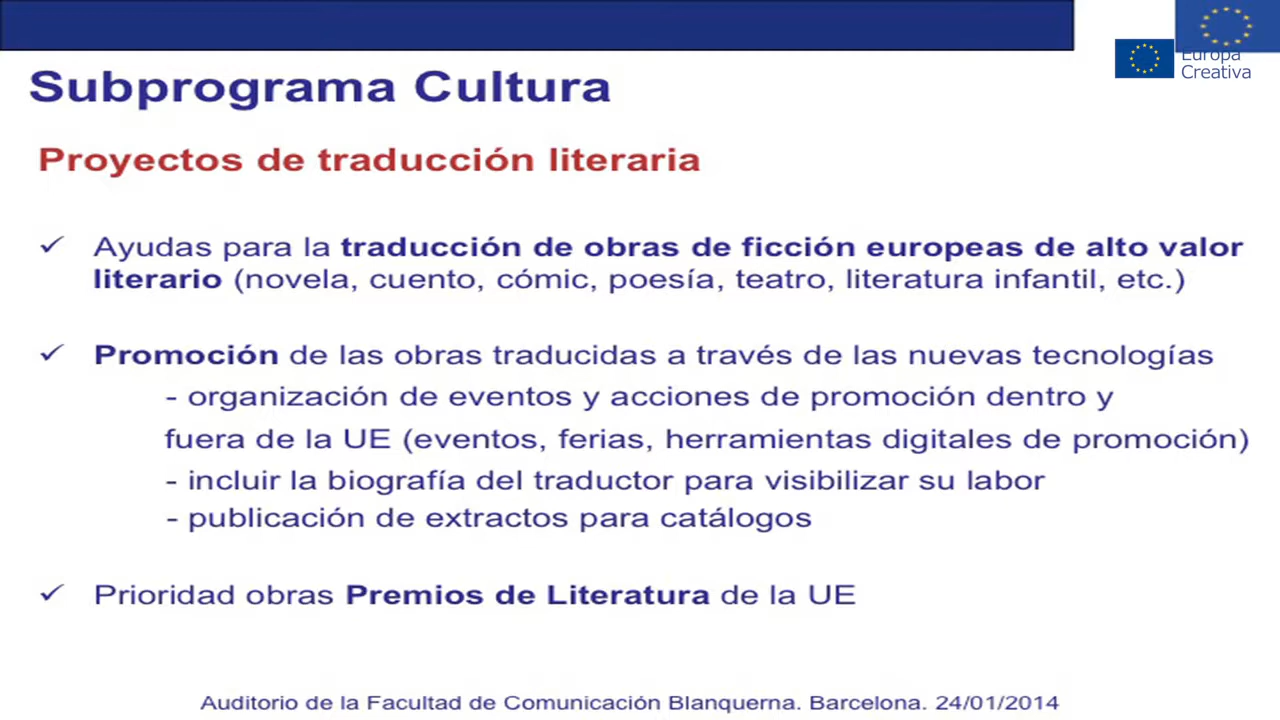 Europa
Creativa
Subprograma Cultura
Proyectos de traducción literaria
✓ Ayudas para la traducción de obras de ficción europeas de alto valor
literario (novela, cuento, cómic, poesía, teatro, literatura infantil, etc.)
✓ Promoción de las obras traducidas a través de las nuevas tecnologías
- organización de eventos y acciones de promoción dentro y
fuera de la UE (eventos, ferias, herramientas digitales de promoción)
- incluir la biografía del traductor para visibilizar su labor
- publicación de extractos para catálogos
✓ Prioridad obras Premios de Literatura de la UE
Auditorio de la Facultad de Comunicación Blanquerna. Barcelona. 24/01/2014